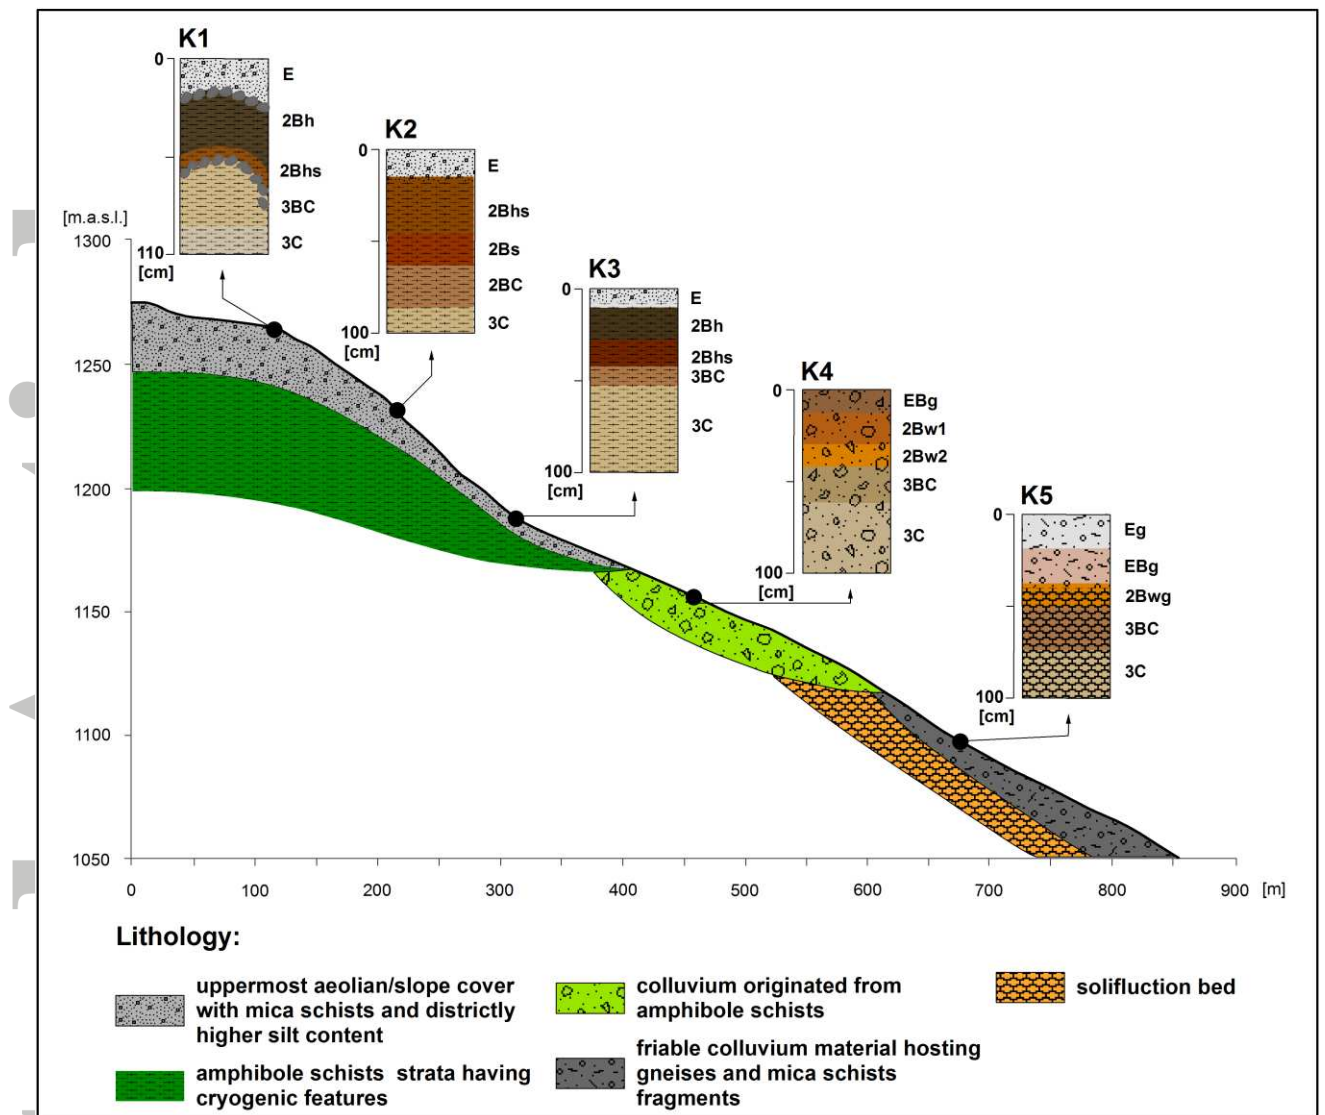 K1
0
E
2Bh
2Bhs
3BC
3C
110
[cm]
K2
0
E
2Bhs
2Bs
2BC
3C
100
[cm]
K3
0
E
2Bh
2Bhs
3BC
3C
100
[cm]
K4
0
EBg
2Bw1
2Bw2
3BC
3C
100
[cm]
K5
0
Eg
EBg
2Bwg
3BC
3C
100
[cm]
[m.a.s.l.]
1300
1250
1200
1150
1100
1050
0 100 200 300 400 500 600 700 800 900 [m]
Lithology:
uppermost aeolian/slope cover
with mica schists and districtly
higher silt content
amphibole schists strata having
cryogenic features
colluvium originated from
amphibole schists
friable colluvium material hosting
gneises and mica schists
fragments
solifluction bed